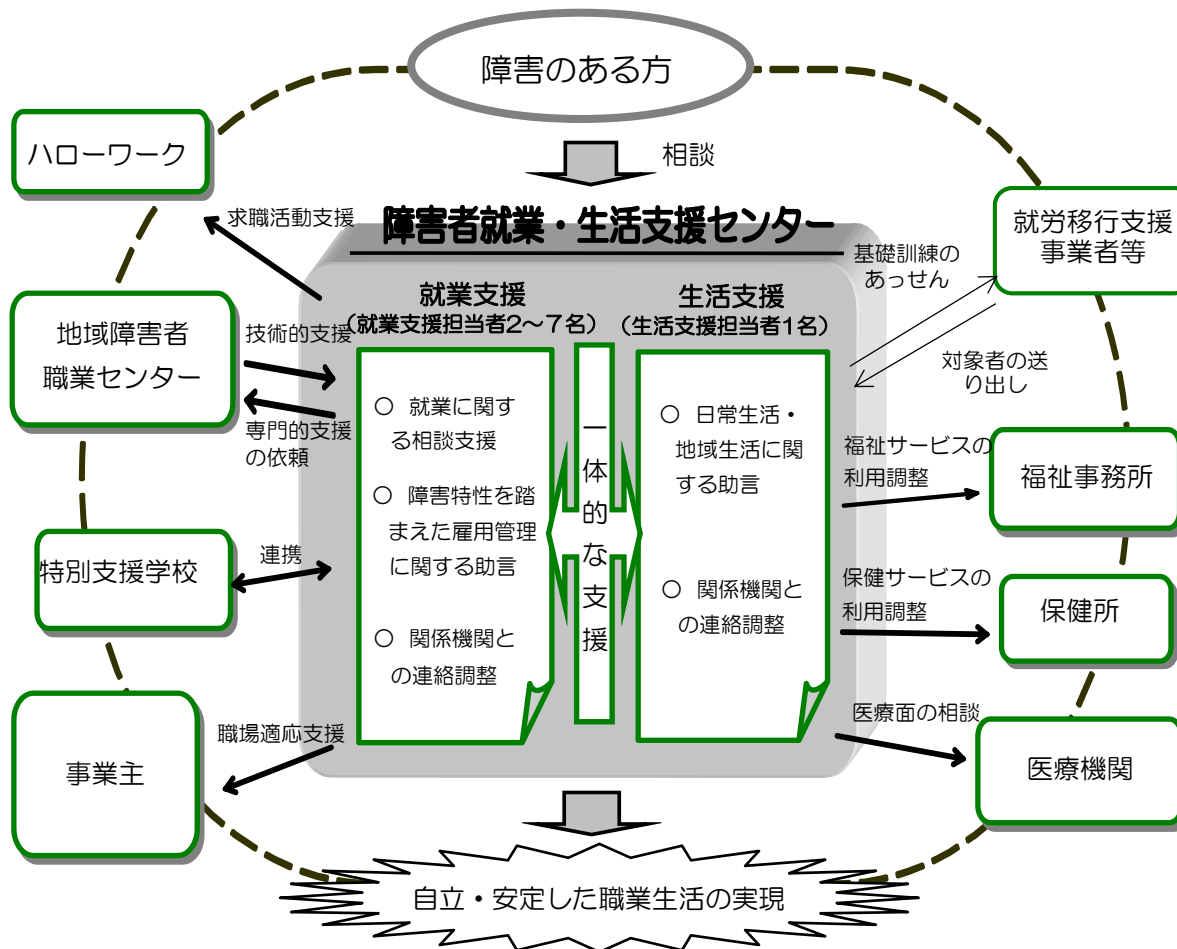 障害のある方
相談
ハローワーク
求職活動支援
障害者就業・生活支援センター
就労移行支援
事業者等
基礎訓練の
あっせん
就業支援
(就業支援担当者2~7名)
生活支援
(生活支援担当者1名)
地域障害者
職業センター
技術的支援
専門的支援
の依頼
対象者の送
り出し
○ 就業に関す
る相談支援
○ 障害特性を踏
まえた雇用管理
に関する助言
○ 関係機関と
の連絡調整
一体的な支援
○ 日常生活・
地域生活に関
する助言
○ 関係機関と
の連絡調整
福祉サービスの
利用調整
福祉事務所
特別支援学校
連携
保健サービスの
利用調整
保健所
事業主
職場適応支援
医療面の相談
医療機関
自立・安定した職業生活の実現